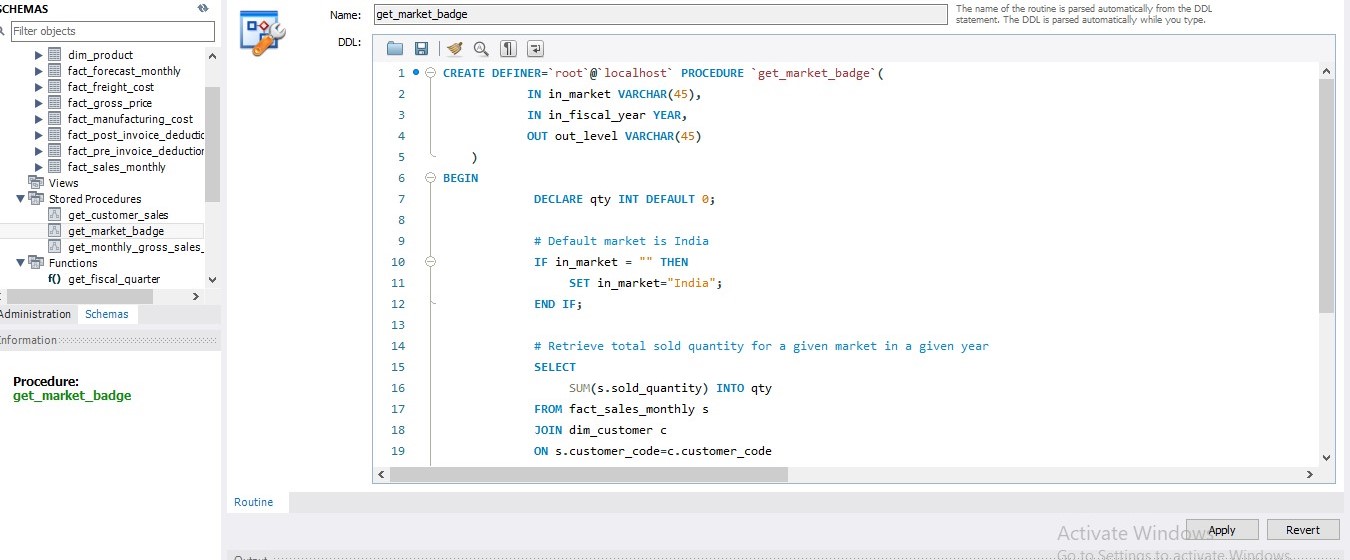 SCHEMAS
Filter objects
dim_product
fact_forecast_monthly
fact_freight_cost
fact_gross_price
fact_manufacturing_cost
fact_post_invoice_deductic
fact_pre_invoice_deduction
fact_sales_monthly
Views
Stored Procedures
get_customer_sales
get_market_badge
get_monthly_gross_sales_
Functions
f() get_fiscal_quarter
Administration Schemas
Information
Procedure:
get_market_badge
Name: get_market_badge
The name of the routine is parsed automatically from the DDL
statement. The DDL is parsed automatically while you type.
DDL:
1 CREATE DEFINER=`root`@`localhost` PROCEDURE `get_market_badge`(
2 IN in_market VARCHAR(45),
3 IN in_fiscal_year YEAR,
4 OUT out_level VARCHAR(45)
5 )
6 BEGIN
7 DECLARE qty INT DEFAULT 0;
8
9 # Default market is India
10 IF in_market = "" THEN
11 SET in_market="India";
12 END IF;
13
14 # Retrieve total sold quantity for a given market in a given year
15 SELECT
16 SUM(s.sold_quantity) INTO qty
17 FROM fact_sales_monthly s
18 JOIN dim_customer c
19 ON s.customer_code=c.customer_code
Routine
Apply Revert
Activate Windows
Go to Settings to activate Windows.
Output